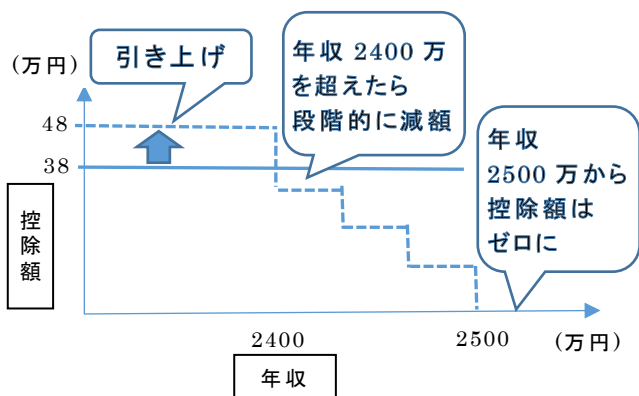 (万円)
引き上げ
年収 2400 万
を超えたら
段階的に減額
48
38
年収
2500 万から
控除額は
ゼロに
控
除
額
2400
2500
(万円)
年収